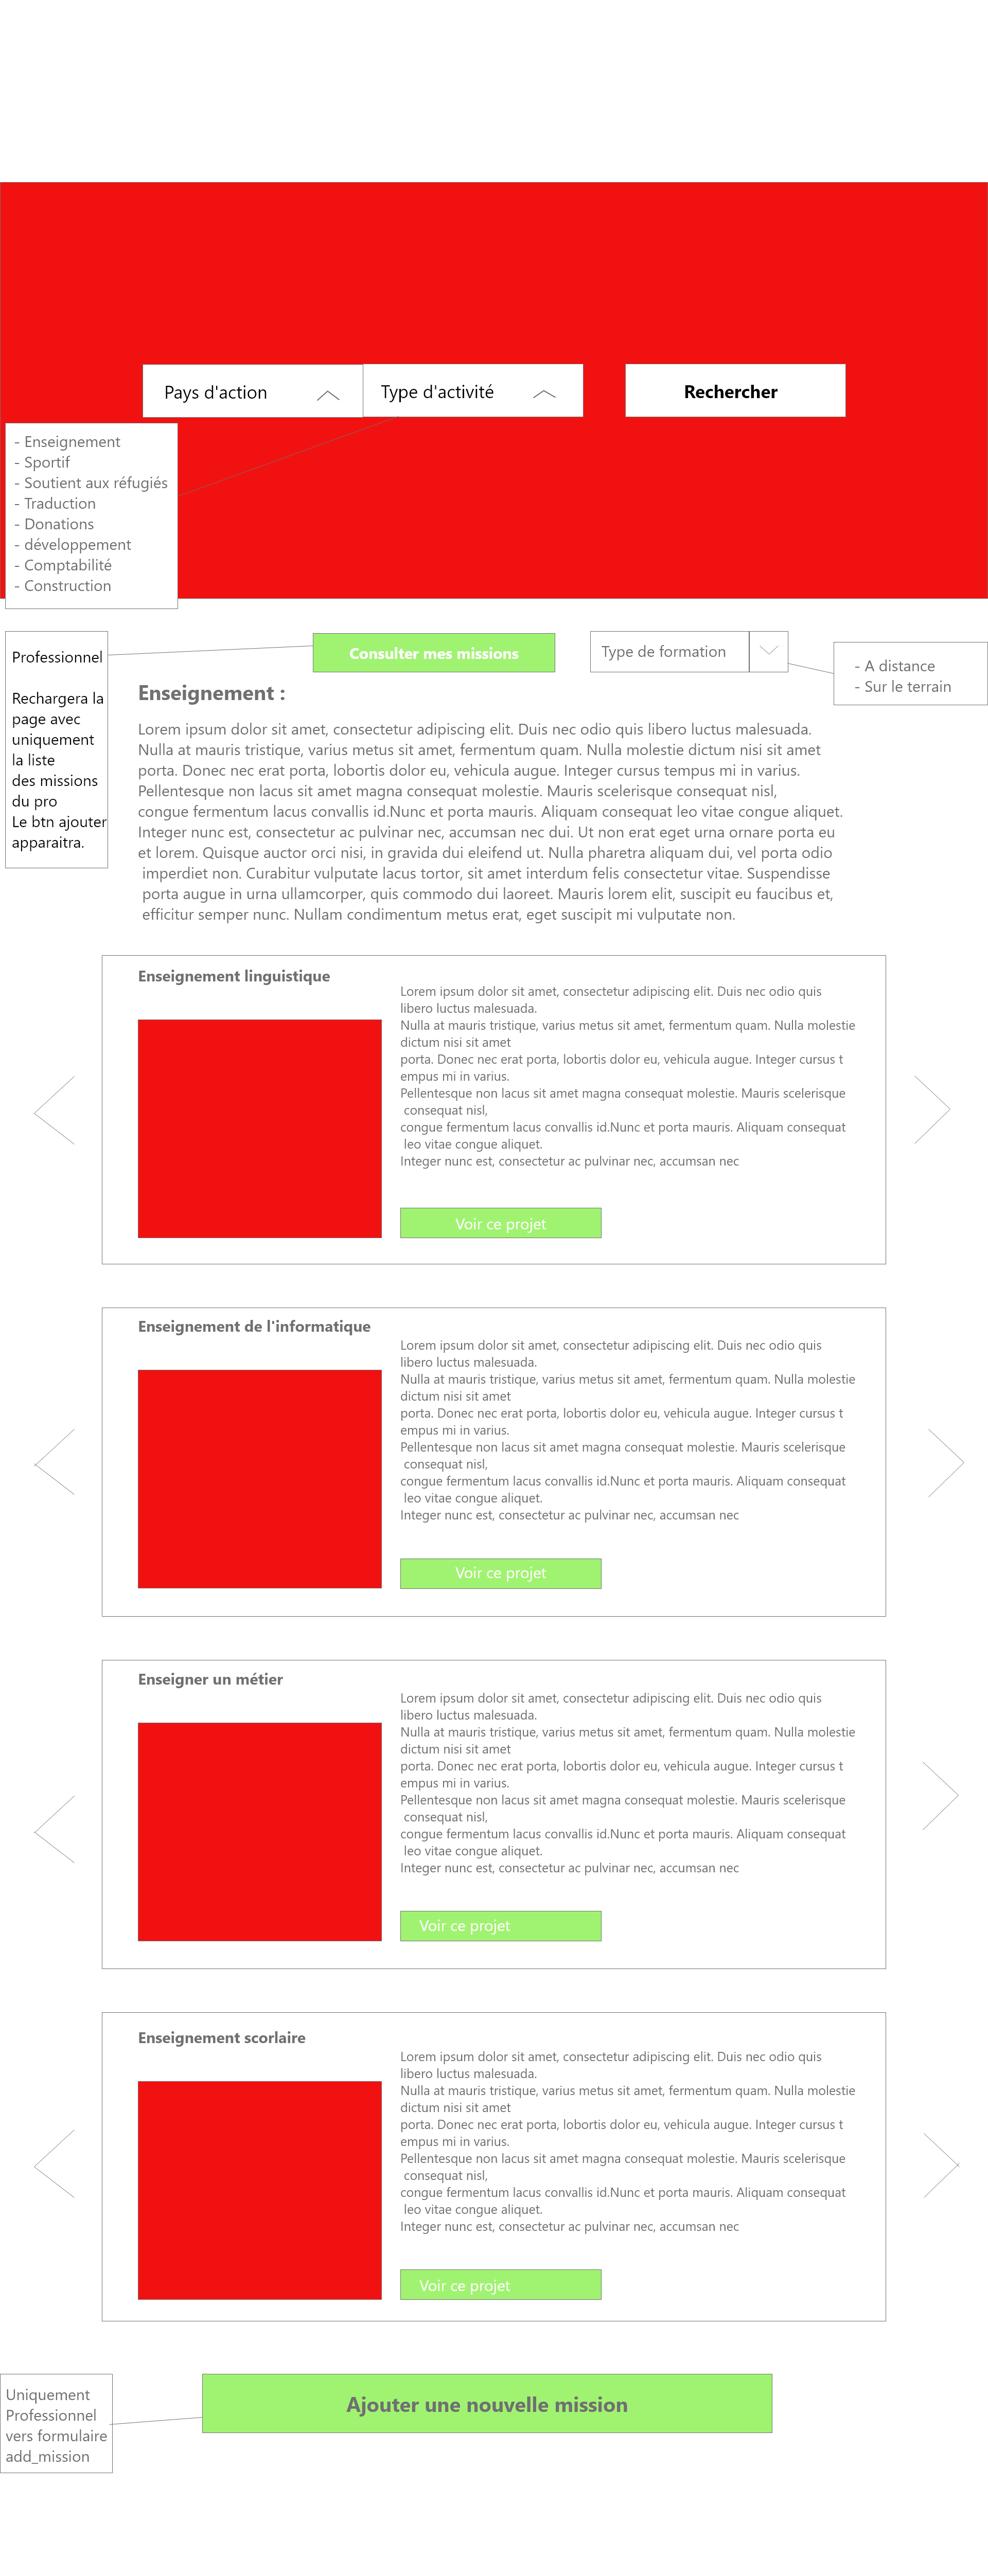 Pays d'action
Type d'activité
Rechercher
- Enseignement
- Sportif
- Soutient aux réfugiés
- Traduction
- Donations
- développement
- Comptabilité
- Construction
Professionnel
Rechargera la
page avec
uniquement
la liste
des missions
du pro
Le btn ajouter
apparaitra.
Consulter mes missions
Type de formation
- A distance
- Sur le terrain
Enseignement :
Lorem ipsum dolor sit amet, consectetur adipiscing elit. Duis nec odio quis libero luctus malesuada.
Nulla at mauris tristique, varius metus sit amet, fermentum quam. Nulla molestie dictum nisi sit amet
porta. Donec nec erat porta, lobortis dolor eu, vehicula augue. Integer cursus tempus mi in varius.
Pellentesque non lacus sit amet magna consequat molestie. Mauris scelerisque consequat nisl,
congue fermentum lacus convallis id.Nunc et porta mauris. Aliquam consequat leo vitae congue aliquet.
Integer nunc est, consectetur ac pulvinar nec, accumsan nec dui. Ut non erat eget urna ornare porta eu
et lorem. Quisque auctor orci nisi, in gravida dui eleifend ut. Nulla pharetra aliquam dui, vel porta odio
imperdiet non. Curabitur vulputate lacus tortor, sit amet interdum felis consectetur vitae. Suspendisse
porta augue in urna ullamcorper, quis commodo dui laoreet. Mauris lorem elit, suscipit eu faucibus et,
efficitur semper nunc. Nullam condimentum metus erat, eget suscipit mi vulputate non.
Enseignement linguistique
Lorem ipsum dolor sit amet, consectetur adipiscing elit. Duis nec odio quis
libero luctus malesuada.
Nulla at mauris tristique, varius metus sit amet, fermentum quam. Nulla molestie
dictum nisi sit amet
porta. Donec nec erat porta, lobortis dolor eu, vehicula augue. Integer cursus t
empus mi in varius.
Pellentesque non lacus sit amet magna consequat molestie. Mauris scelerisque
consequat nisl,
congue fermentum lacus convallis id.Nunc et porta mauris. Aliquam consequat
leo vitae congue aliquet.
Integer nunc est, consectetur ac pulvinar nec, accumsan nec
Voir ce projet
Enseignement de l'informatique
Lorem ipsum dolor sit amet, consectetur adipiscing elit. Duis nec odio quis
libero luctus malesuada.
Nulla at mauris tristique, varius metus sit amet, fermentum quam. Nulla molestie
dictum nisi sit amet
porta. Donec nec erat porta, lobortis dolor eu, vehicula augue. Integer cursus t
empus mi in varius.
Pellentesque non lacus sit amet magna consequat molestie. Mauris scelerisque
consequat nisl,
congue fermentum lacus convallis id.Nunc et porta mauris. Aliquam consequat
leo vitae congue aliquet.
Integer nunc est, consectetur ac pulvinar nec, accumsan nec
Voir ce projet
Enseigner un métier
Lorem ipsum dolor sit amet, consectetur adipiscing elit. Duis nec odio quis
libero luctus malesuada.
Nulla at mauris tristique, varius metus sit amet, fermentum quam. Nulla molestie
dictum nisi sit amet
porta. Donec nec erat porta, lobortis dolor eu, vehicula augue. Integer cursus t
empus mi in varius.
Pellentesque non lacus sit amet magna consequat molestie. Mauris scelerisque
consequat nisl,
congue fermentum lacus convallis id.Nunc et porta mauris. Aliquam consequat
leo vitae congue aliquet.
Integer nunc est, consectetur ac pulvinar nec, accumsan nec
Voir ce projet
Enseignement scorlaire
Lorem ipsum dolor sit amet, consectetur adipiscing elit. Duis nec odio quis
libero luctus malesuada.
Nulla at mauris tristique, varius metus sit amet, fermentum quam. Nulla molestie
dictum nisi sit amet
porta. Donec nec erat porta, lobortis dolor eu, vehicula augue. Integer cursus t
empus mi in varius.
Pellentesque non lacus sit amet magna consequat molestie. Mauris scelerisque
consequat nisl,
congue fermentum lacus convallis id.Nunc et porta mauris. Aliquam consequat
leo vitae congue aliquet.
Integer nunc est, consectetur ac pulvinar nec, accumsan nec
Voir ce projet
Uniquement
Professionnel
vers formulaire
add_mission
Ajouter une nouvelle mission